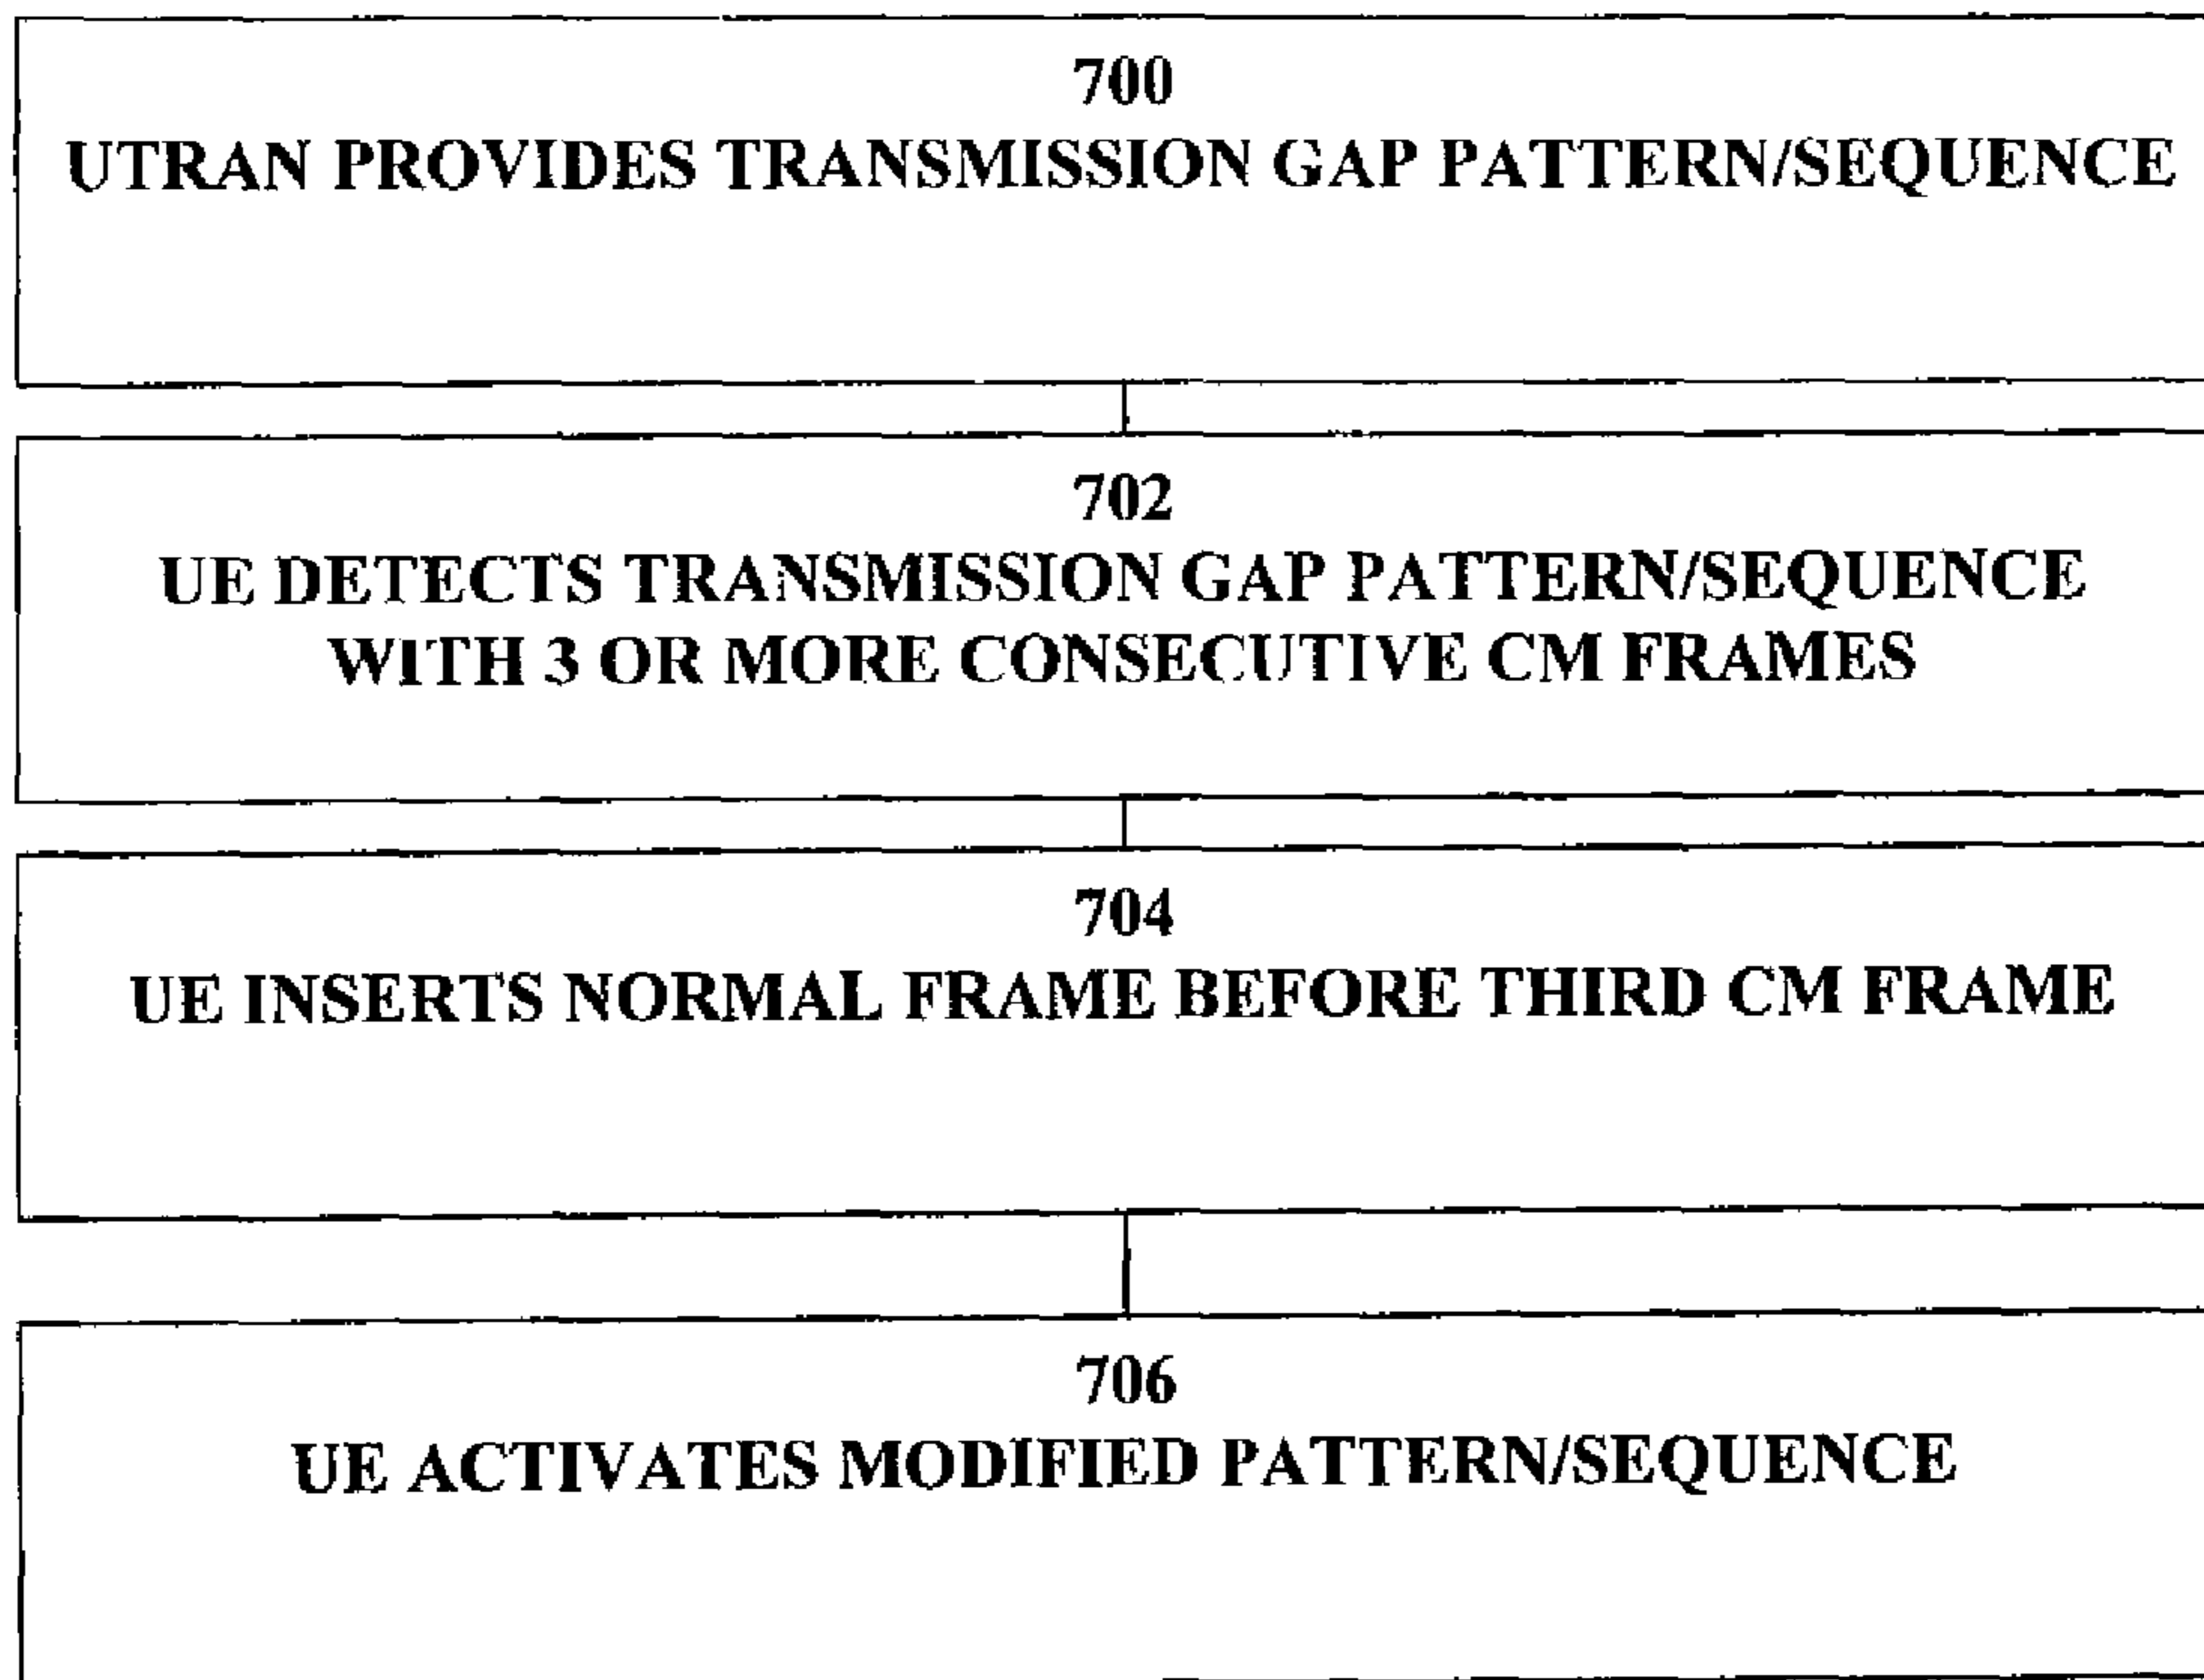 700
UTRAN PROVIDES TRANSMISSION GAP PATTERN/SEQUENCE
702
UE DETECTS TRANSMISSION GAP PATTERN/SEQUENCE
WITH 3 OR MORE CONSECUTIVE CM FRAMES
704
UE INSERTS NORMAL FRAME BEFORE THIRD CM FRAME
706
UE ACTIVATES MODIFIED PATTERN/SEQUENCE